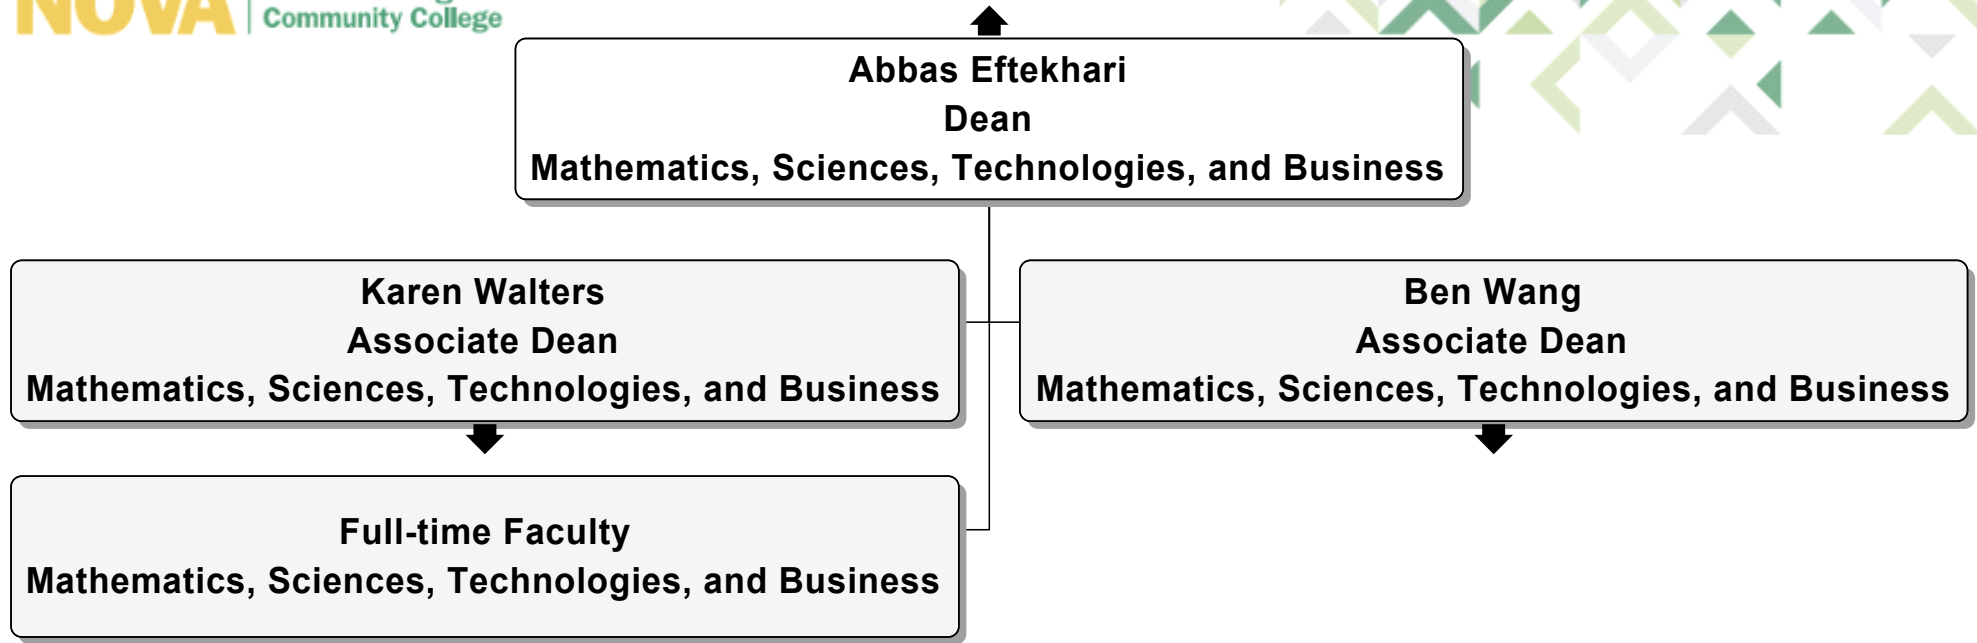 NOVA
Community College
Abbas Eftekhari
Dean
Mathematics, Sciences, Technologies, and Business
Karen Walters
Associate Dean
Mathematics, Sciences, Technologies, and Business
Ben Wang
Associate Dean
Mathematics, Sciences, Technologies, and Business
Full-time Faculty
Mathematics, Sciences, Technologies, and Business